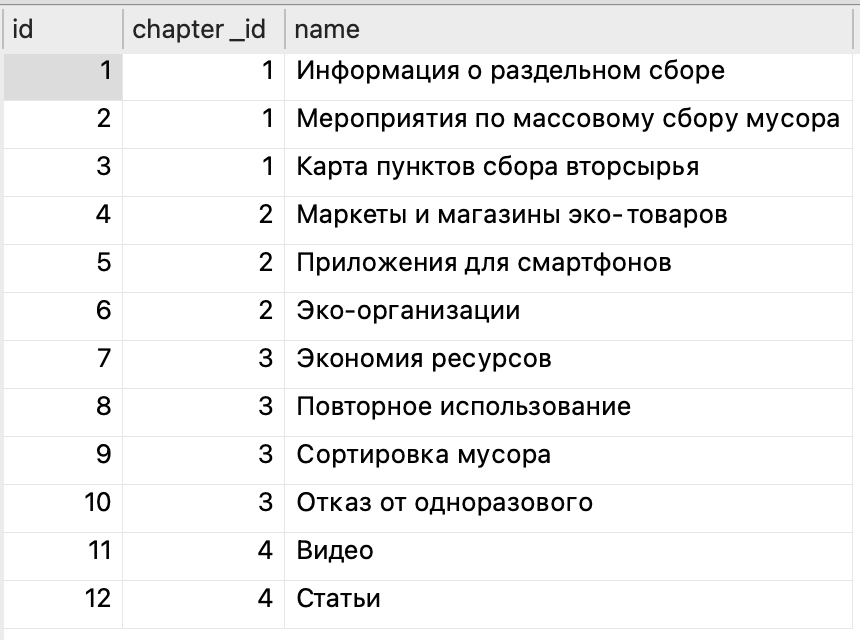 id chapter_id name
1 1 Информация о раздельном сборе
2 1 Мероприятия по массовому сбору мусора
3 1 Карта пунктов сбора вторсырья
4 2 Маркеты и магазины эко-товаров
5 2 Приложения для смартфонов
6 2 Эко-организации
7 3 Экономия ресурсов
8 3 Повторное использование
9 3 Сортировка мусора
10 3 Отказ от одноразового
11 4 Видео
12 4 Статьи